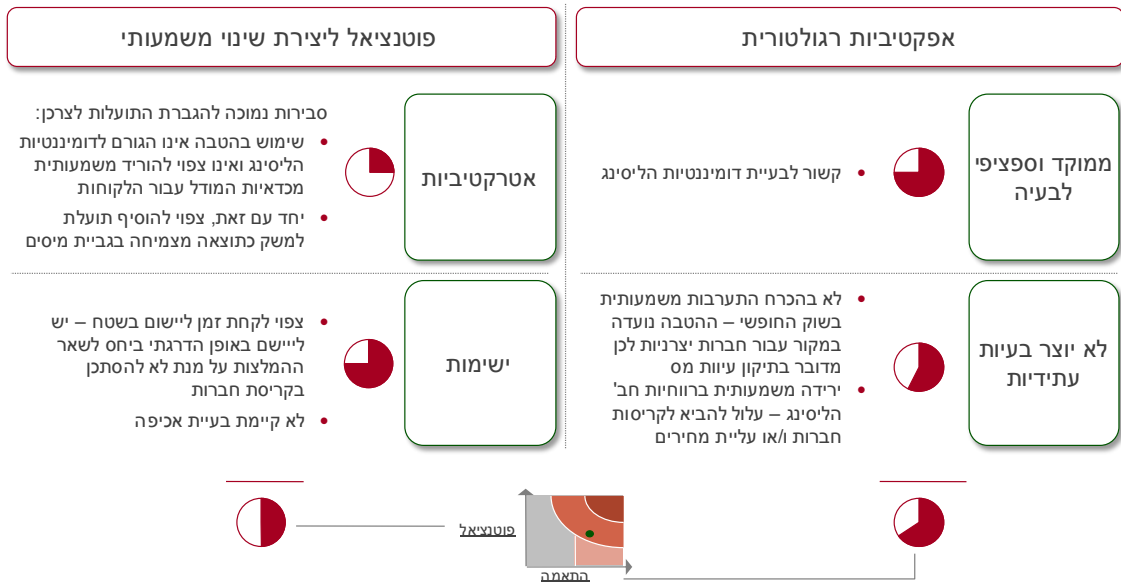 אפקטיביות רגולטורית
ממוקד וספציפי
לבעיה
קשור לבעיית דומיננטיות הליסינג
לא יוצר בעיות
עתידיות
לא בהכרח התערבות משמעותית
בשוק החופשי – ההטבה נועדה
במקור עבור חברות יצרניות לכן
מדובר בתיקון עיוות מס
ירידה משמעותית ברווחיות חב'
הליסינג – עלול להביא לקריסות
חברות ו/או עליית מחירים
פוטנציאל ליצירת שינוי משמעותי
אטרקטיביות
סבירות נמוכה להגברת התועלות לצרכן:
שימוש בהטבה אינו הגורם לדומיננטיות
הליסינג ואינו צפוי להוריד משמעותית
מכדאיות המודל עבור הלקוחות
יחד עם זאת, צפוי להוסיף תועלת
למשק כתוצאה מצמיחה בגביית מיסים
ישימות
צפוי לקחת זמן ליישום בשטח – יש
לייישם באופן הדרגתי ביחס לשאר
ההמלצות על מנת לא להסתכן
בקריסת חברות
לא קיימת בעיית אכיפה
פוטנציאל
התאמה